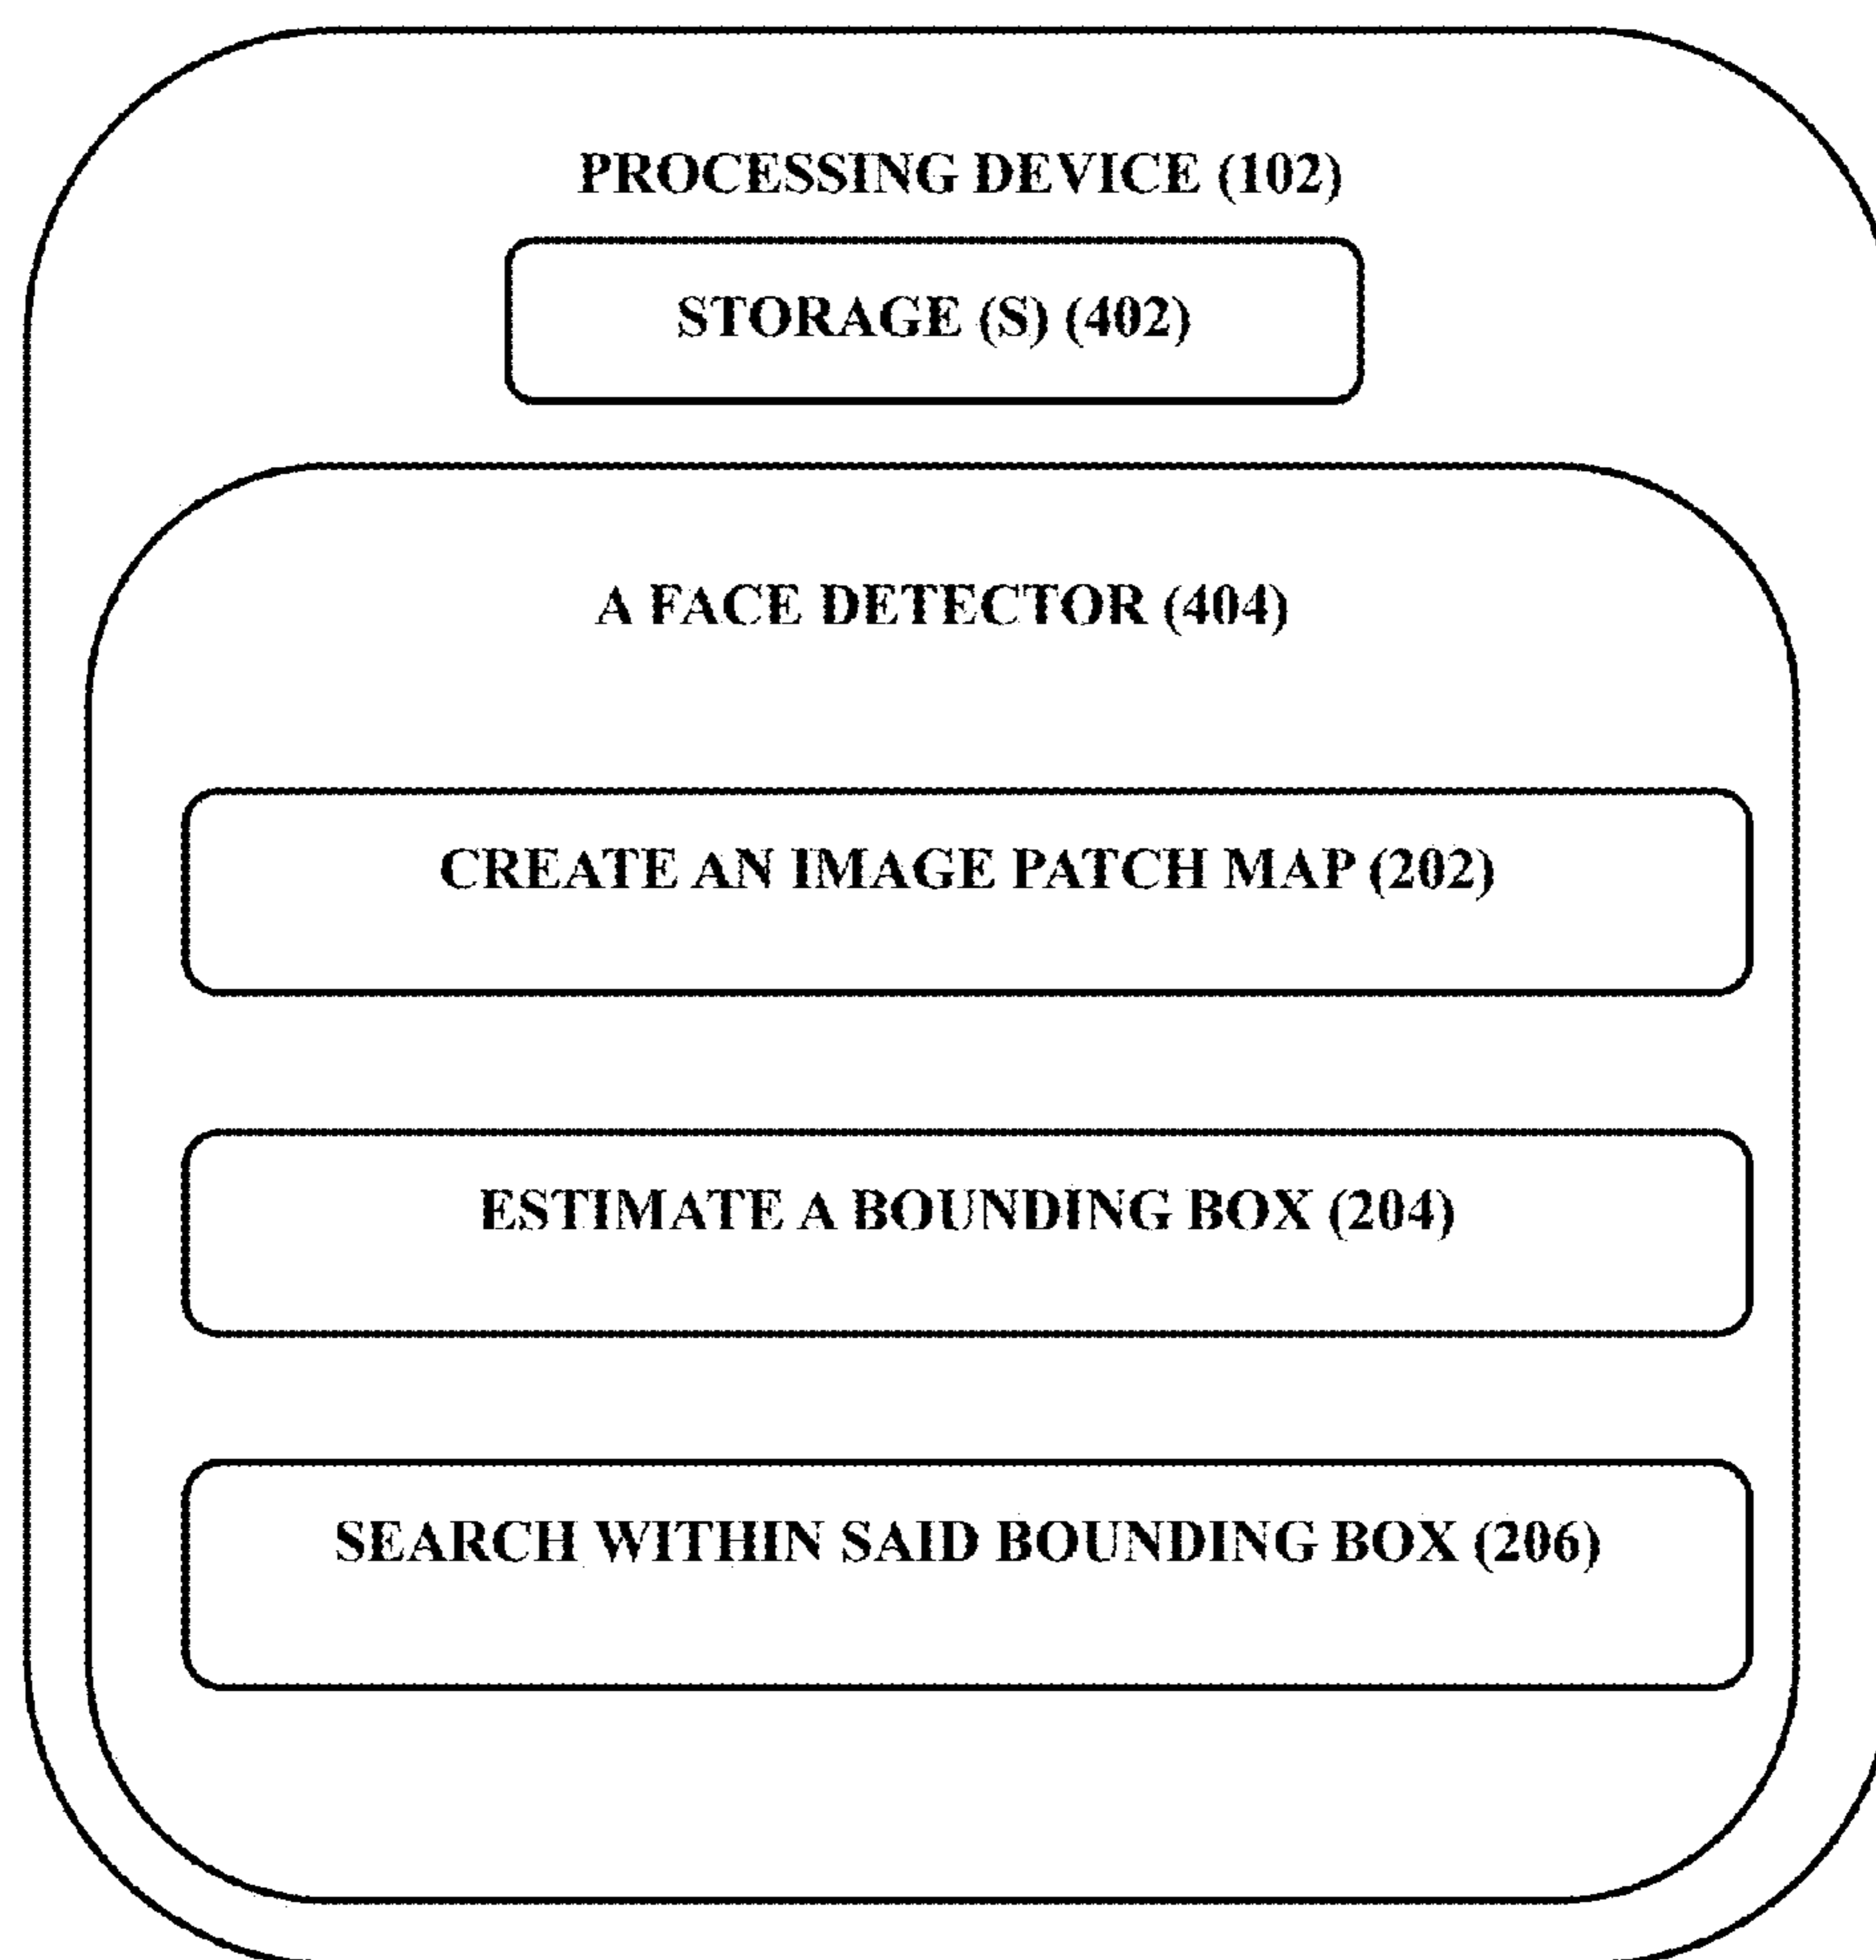 PROCESSING DEVICE (102)
STORAGE (S) (402)
A FACE DETECTOR (404)
CREATE AN IMAGE PATCH MAP (202)
ESTIMATE A BOUNDING BOX (204)
SEARCH WITHIN SAID BOUNDING BOX (206)